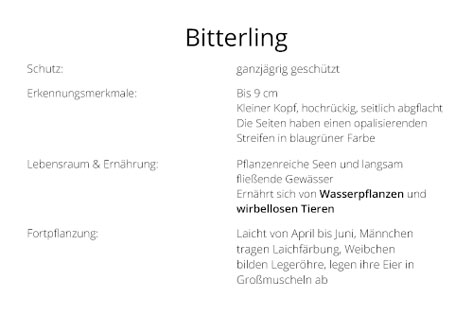 Bitterling
Schutz: ganzjägrig geschützt
Erkennungsmerkmale: Bis 9 cm
Kleiner Kopf, hochrückig, seitlich abgflacht
Die Seiten haben einen opalisierenden
Streifen in blaugrüner Farbe
Lebensraum & Ernährung: Pflanzenreiche Seen und langsam
fließende Gewässer
Ernährt sich von Wasserpflanzen und
wirbellosen Tieren
Fortpflanzung: Laicht von April bis Juni, Männchen
tragen Laichfärbung, Weibchen
bilden Legeröhre, legen ihre Eier in
Großmuscheln ab